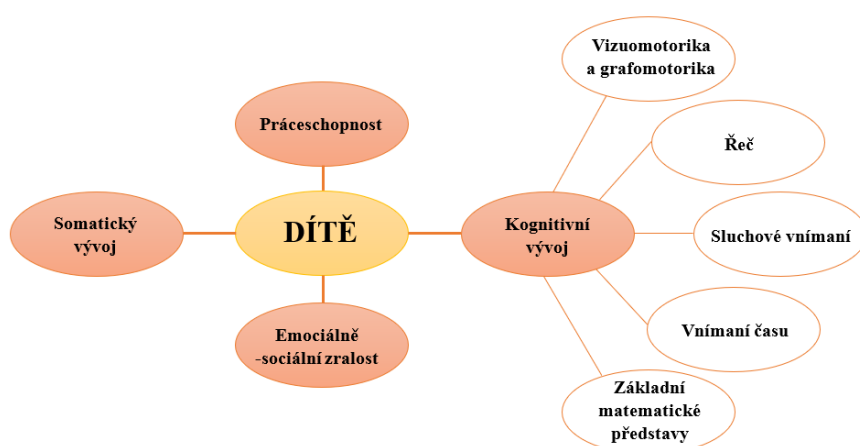 Vizuomotorika
a grafomotorika
Práceschopnost
Řeč
Somatický
vývoj
DÍTĚ
Kognitivní
vývoj
Sluchové vnímaní
Emociálně
-sociální zralost
Vnímaní času
Základní
matematické
představy